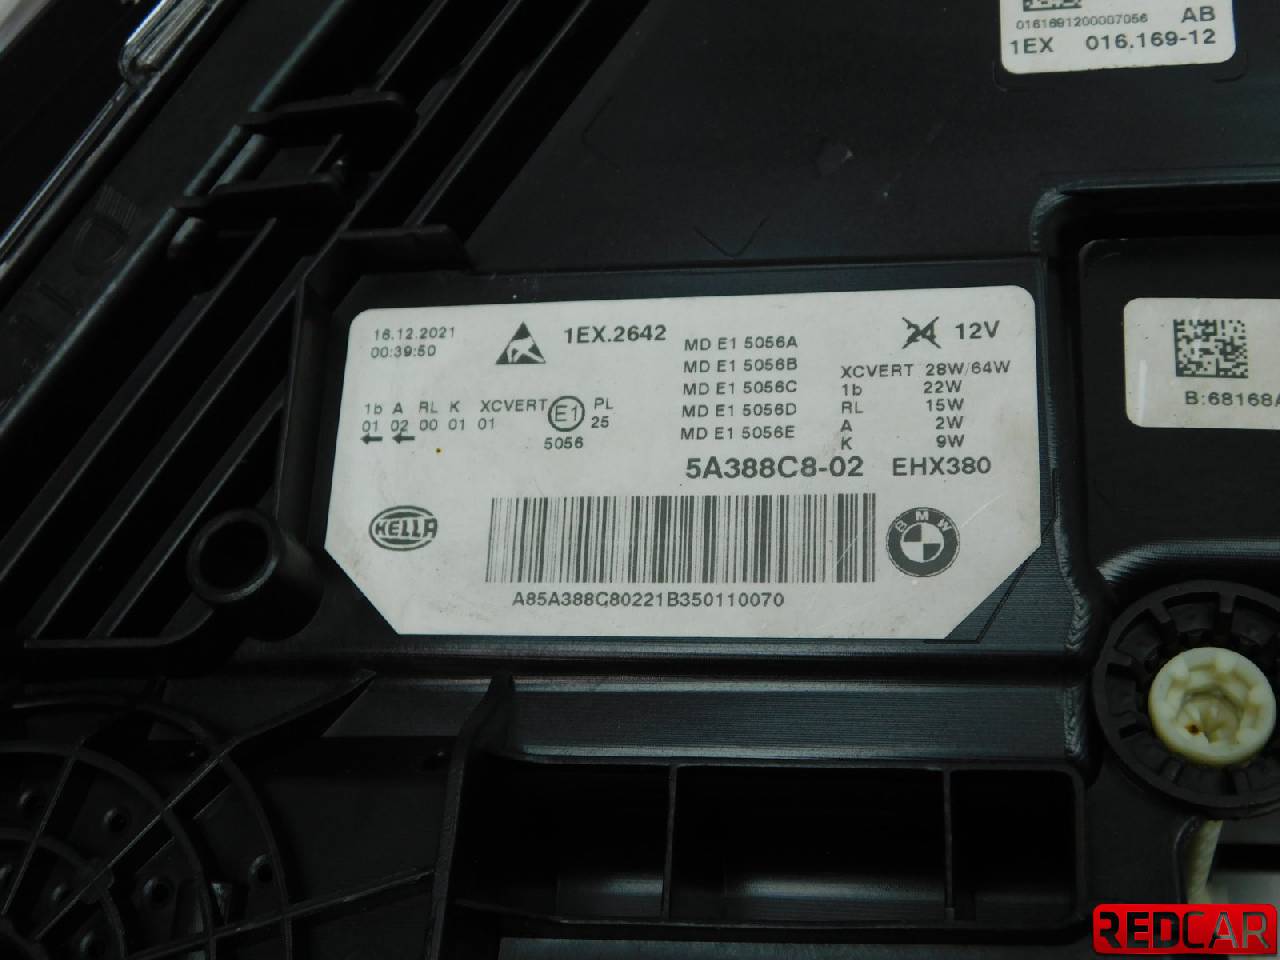 0161691200007056 AB
1EX 016.169-12
16.12.2021
00:39:50
1EX.2642
MD E1 5056A
MD E1 5056B
MD E1 5056C
MD E1 5056D
MD E1 5056E
24 12V
XCVERT 28W/64W
1b 22W
RL 15W
A 2W
K 9W
1b A RL K XCVERT E1 PL
01 02 00 01 01 25
5056
5A388C8-02 EHX380
HELLA
BMW
A85A388C80221B350110070
B:68168A
REDCAR